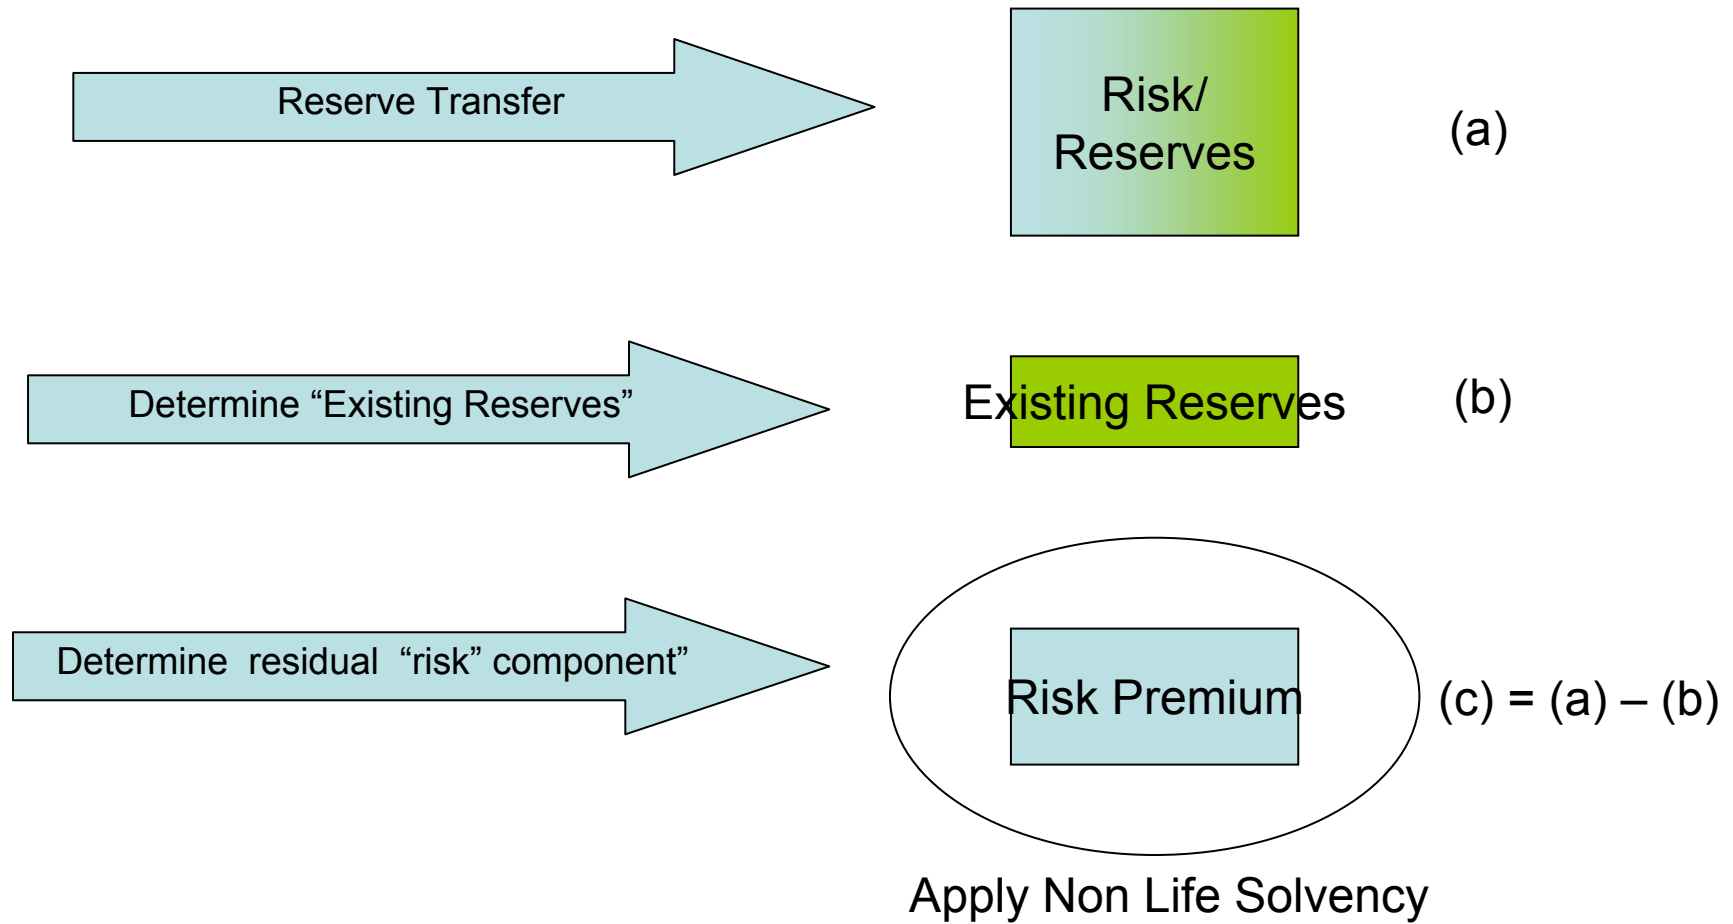 Reserve Transfer
Risk/
Reserves
(a)
Determine “Existing Reserves”
Existing Reserves
(b)
Determine  residual  “risk” component”
Risk Premium
(c) = (a) – (b)
Apply Non Life Solvency